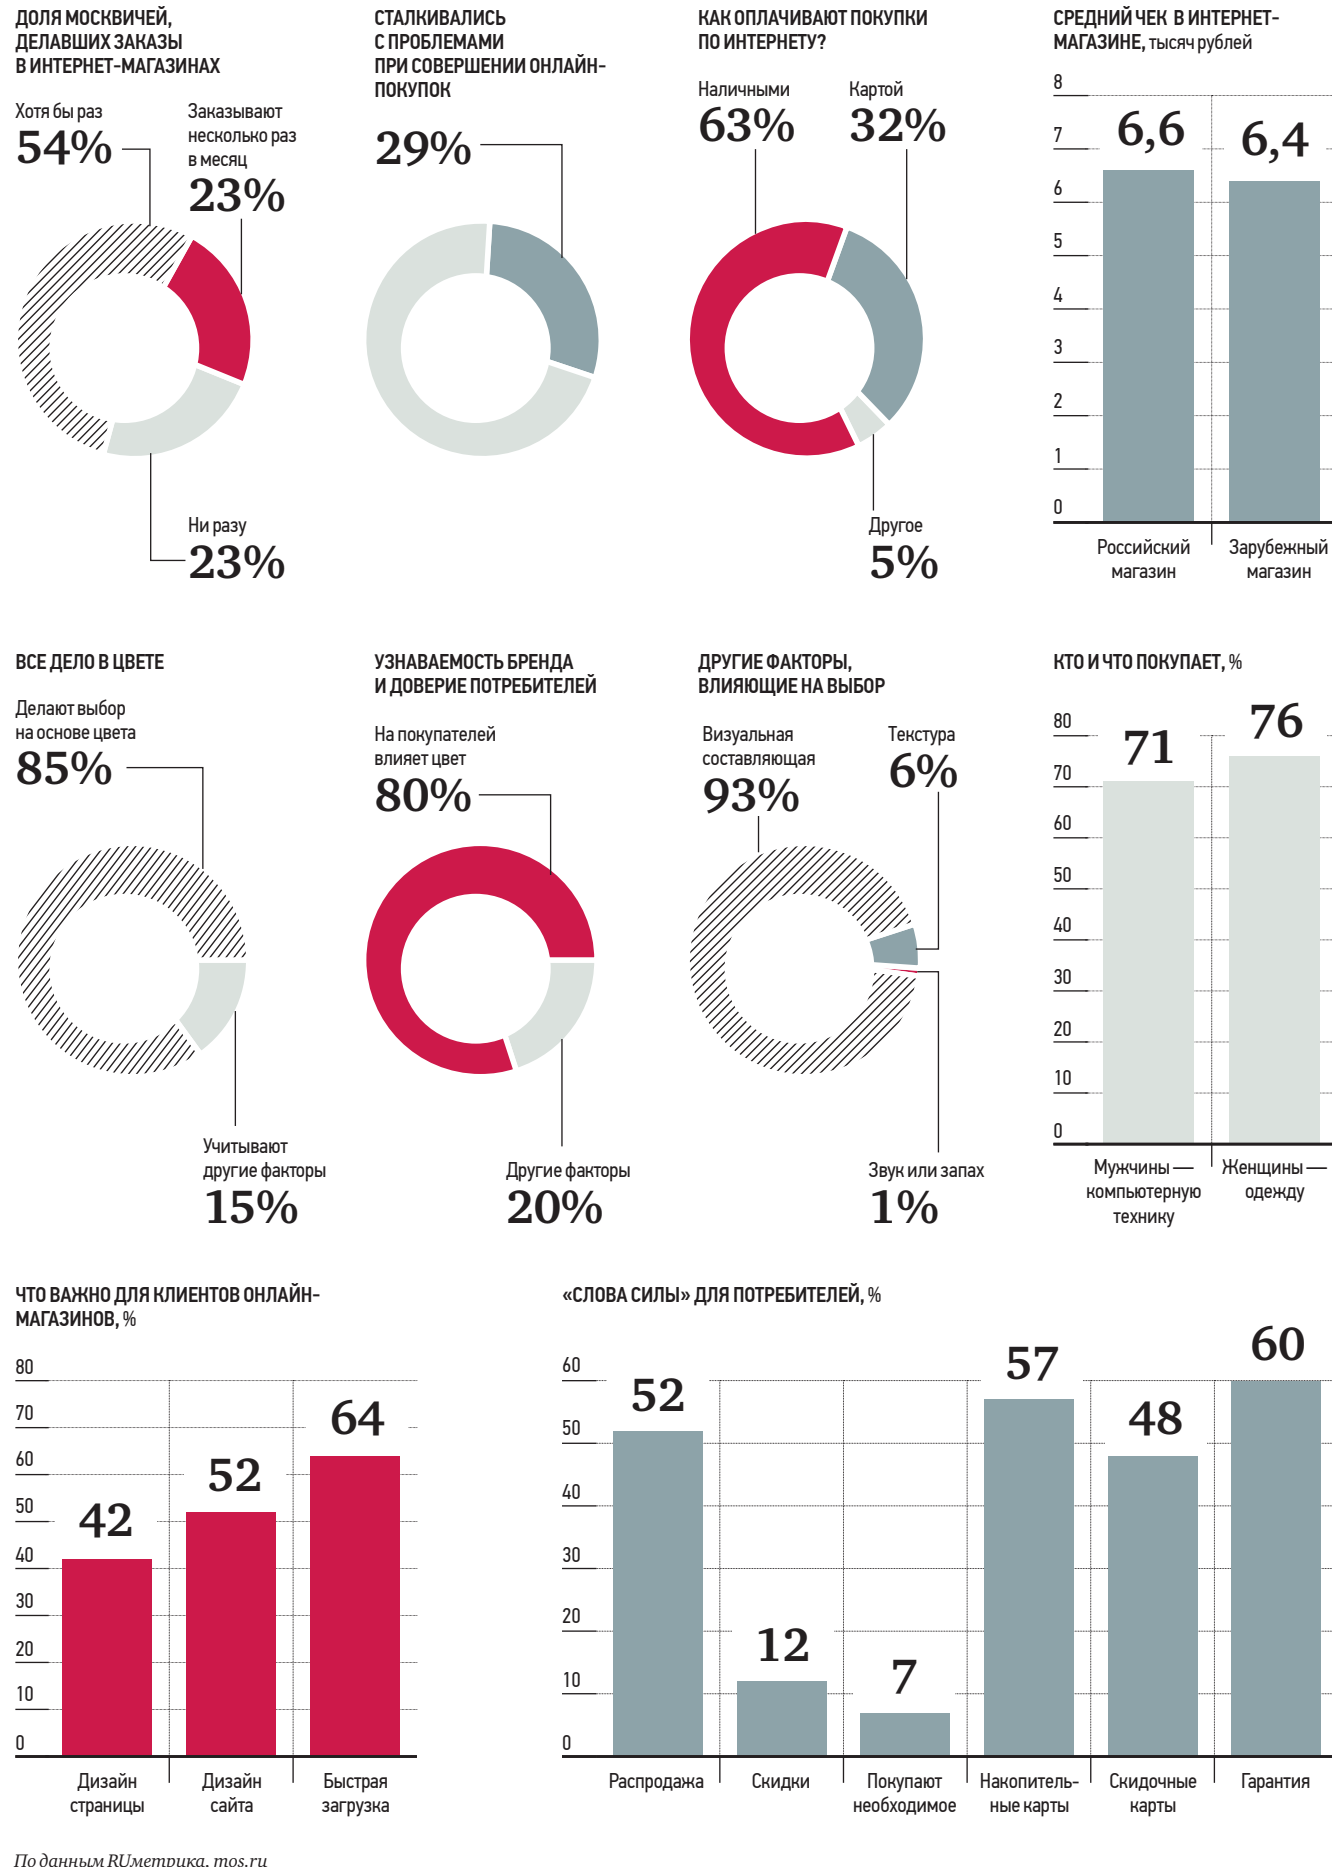 ДОЛЯ МОСКВИЧЕЙ,
ДЕЛАВШИХ ЗАКАЗЫ
В ИНТЕРНЕТ-МАГАЗИНАХ
Хотя бы раз
54%
Заказывают
несколько раз
в месяц
23%
Ни разу
23%
СТАЛКИВАЛИСЬ
С ПРОБЛЕМАМИ
ПРИ СОВЕРШЕНИИ ОНЛАЙН-
ПОКУПОК
29%
КАК ОПЛАЧИВАЮТ ПОКУПКИ
ПО ИНТЕРНЕТУ?
Наличными
63%
Картой
32%
Другое
5%
СРЕДНИЙ ЧЕК В ИНТЕРНЕТ-
МАГАЗИНЕ, тысяч рублей
8
7
6
5
4
3
2
1
0
6,6
6,4
Российский
магазин
Зарубежный
магазин
ВСЕ ДЕЛО В ЦВЕТЕ
Делают выбор
на основе цвета
85%
Учитывают
другие факторы
15%
УЗНАВАЕМОСТЬ БРЕНДА
И ДОВЕРИЕ ПОТРЕБИТЕЛЕЙ
На покупателей
влияет цвет
80%
Другие факторы
20%
ДРУГИЕ ФАКТОРЫ,
ВЛИЯЮЩИЕ НА ВЫБОР
Визуальная
составляющая
93%
Текстура
6%
Звук или запах
1%
КТО И ЧТО ПОКУПАЕТ, %
80
70
60
50
40
30
20
10
0
71
76
Мужчины —
компьютерную
технику
Женщины —
одежду
ЧТО ВАЖНО ДЛЯ КЛИЕНТОВ ОНЛАЙН-
МАГАЗИНОВ, %
80
70
60
50
40
30
20
10
0
42
52
64
Дизайн
страницы
Дизайн
сайта
Быстрая
загрузка
«СЛОВА СИЛЫ» ДЛЯ ПОТРЕБИТЕЛЕЙ, %
60
50
40
30
20
10
0
52
12
7
57
48
60
Распродажа
Скидки
Покупают
необходимое
Накопитель-
ные карты
Скидочные
карты
Гарантия
По данным RUметрика, mos.ru